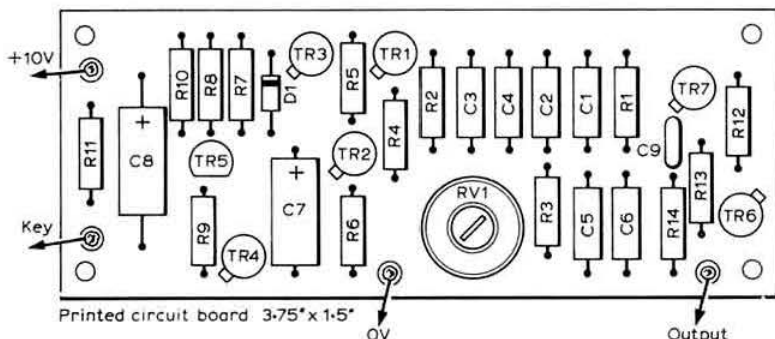 +10V
R10
R8
R7
D1
TR3
R5
TR1
R2
C3
C4
C2
C1
R1
TR7
R12
R11
+
C8
TR5
+
C7
TR2
R4
C9
R13
RV1
R3
C5
C6
R14
TR6
Key
R9
TR4
R6
Printed circuit board 3·75" x 1·5"
0V
Output